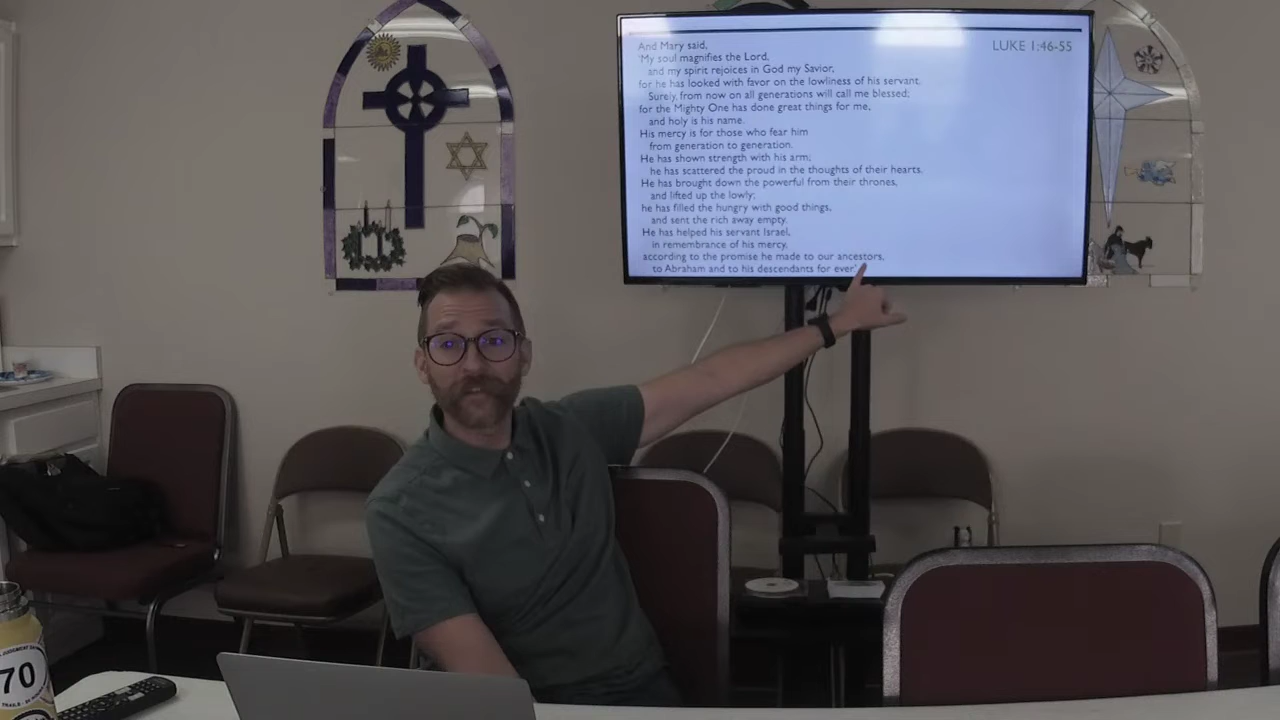 And Mary said,
LUKE 1:46-55
'My soul magnifies the Lord,
and my spirit rejoices in God my Savior,
for he has looked with favor on the lowliness of his servant.
Surely, from now on all generations will call me blessed;
for the Mighty One has done great things for me,
and holy is his name.
His mercy is for those who fear him
from generation to generation.
He has shown strength with his arm;
he has scattered the proud in the thoughts of their hearts.
He has brought down the powerful from their thrones,
and lifted up the lowly;
he has filled the hungry with good things,
and sent the rich away empty.
He has helped his servant Israel,
in remembrance of his mercy,
according to the promise he made to our ancestors,
to Abraham and to his descendants for ever.'
70